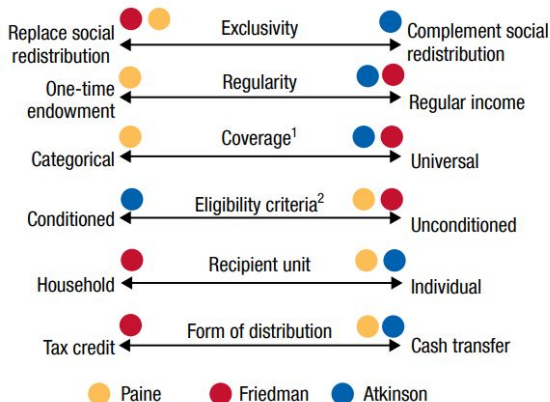 Replace social redistribution
Exclusivity
Complement social redistribution
One-time endowment
Regularity
Regular income
Categorical
Coverage¹
Universal
Conditioned
Eligibility criteria²
Unconditioned
Household
Recipient unit
Individual
Tax credit
Form of distribution
Cash transfer
Paine
Friedman
Atkinson